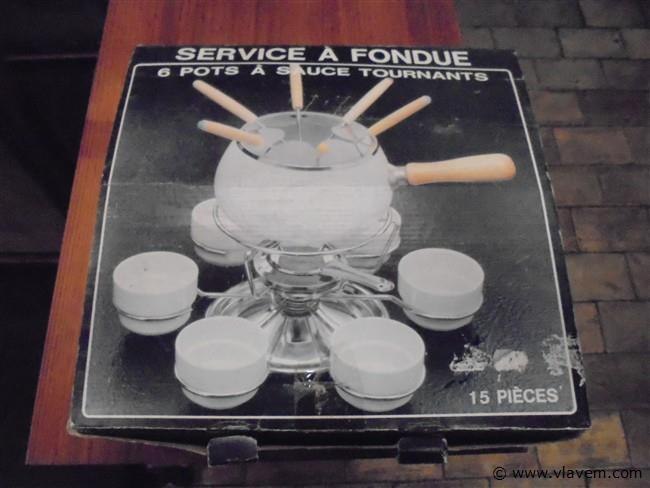 SERVICE À FONDUE
6 POTS À SAUCE TOURNANTS
15 PIÈCES
© www.vlavem.com